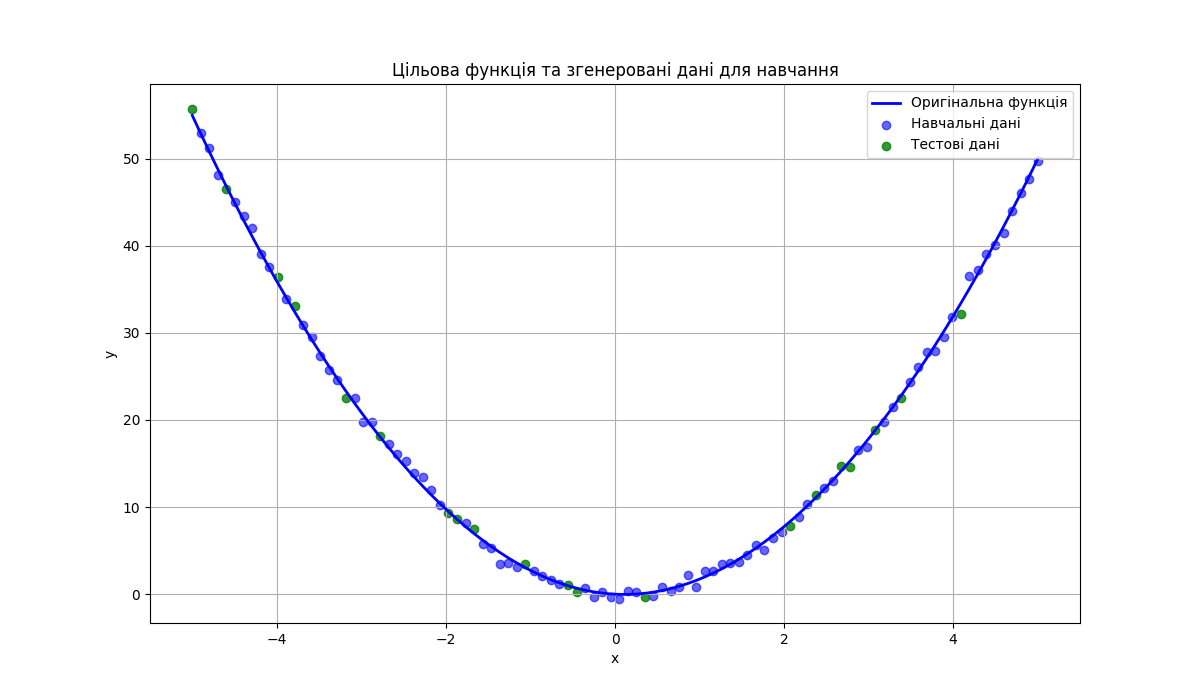 Цільова функція та згенеровані дані для навчання
Оригінальна функція
Навчальні дані
Тестові дані
50
40
30
20
10
0
y
−4
−2
0
2
4
x